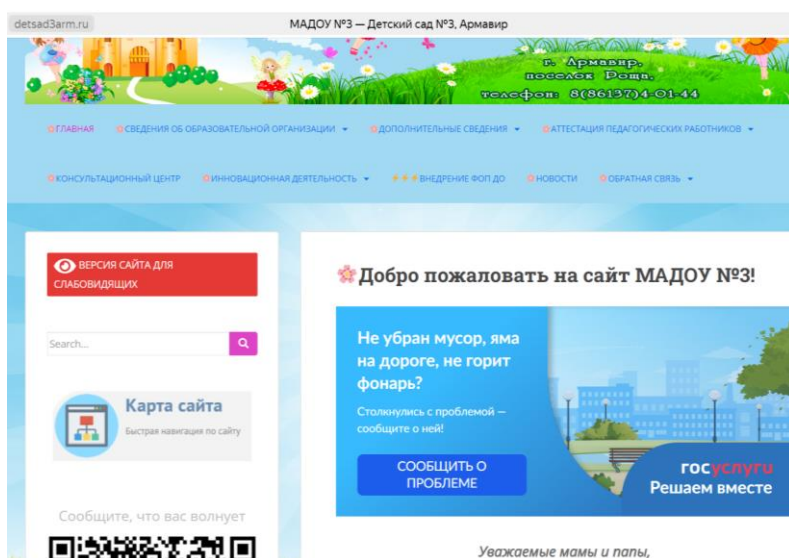 detsad3arm.ru
МАДОУ №3 — Детский сад №3, Армавир
г. Армавир,
поселок Роща,
телефон: 8(86137)4-01-44
ГЛАВНАЯ
СВЕДЕНИЯ ОБ ОБРАЗОВАТЕЛЬНОЙ ОРГАНИЗАЦИИ
ДОПОЛНИТЕЛЬНЫЕ СВЕДЕНИЯ
АТТЕСТАЦИЯ ПЕДАГОГИЧЕСКИХ РАБОТНИКОВ
КОНСУЛЬТАЦИОННЫЙ ЦЕНТР
ИННОВАЦИОННАЯ ДЕЯТЕЛЬНОСТЬ
ВНЕДРЕНИЕ ФОП ДО
НОВОСТИ
ОБРАТНАЯ СВЯЗЬ
ВЕРСИЯ САЙТА ДЛЯ
СЛАБОВИДЯЩИХ
Search...
Карта сайта
Быстрая навигация по сайту
Сообщите, что вас волнует
Добро пожаловать на сайт МАДОУ №3!
Не убран мусор, яма
на дороге, не горит
фонарь?
Столкнулись с проблемой —
сообщите о ней!
СООБЩИТЬ О
ПРОБЛЕМЕ
госуслуги
Решаем вместе
Уважаемые мамы и папы,